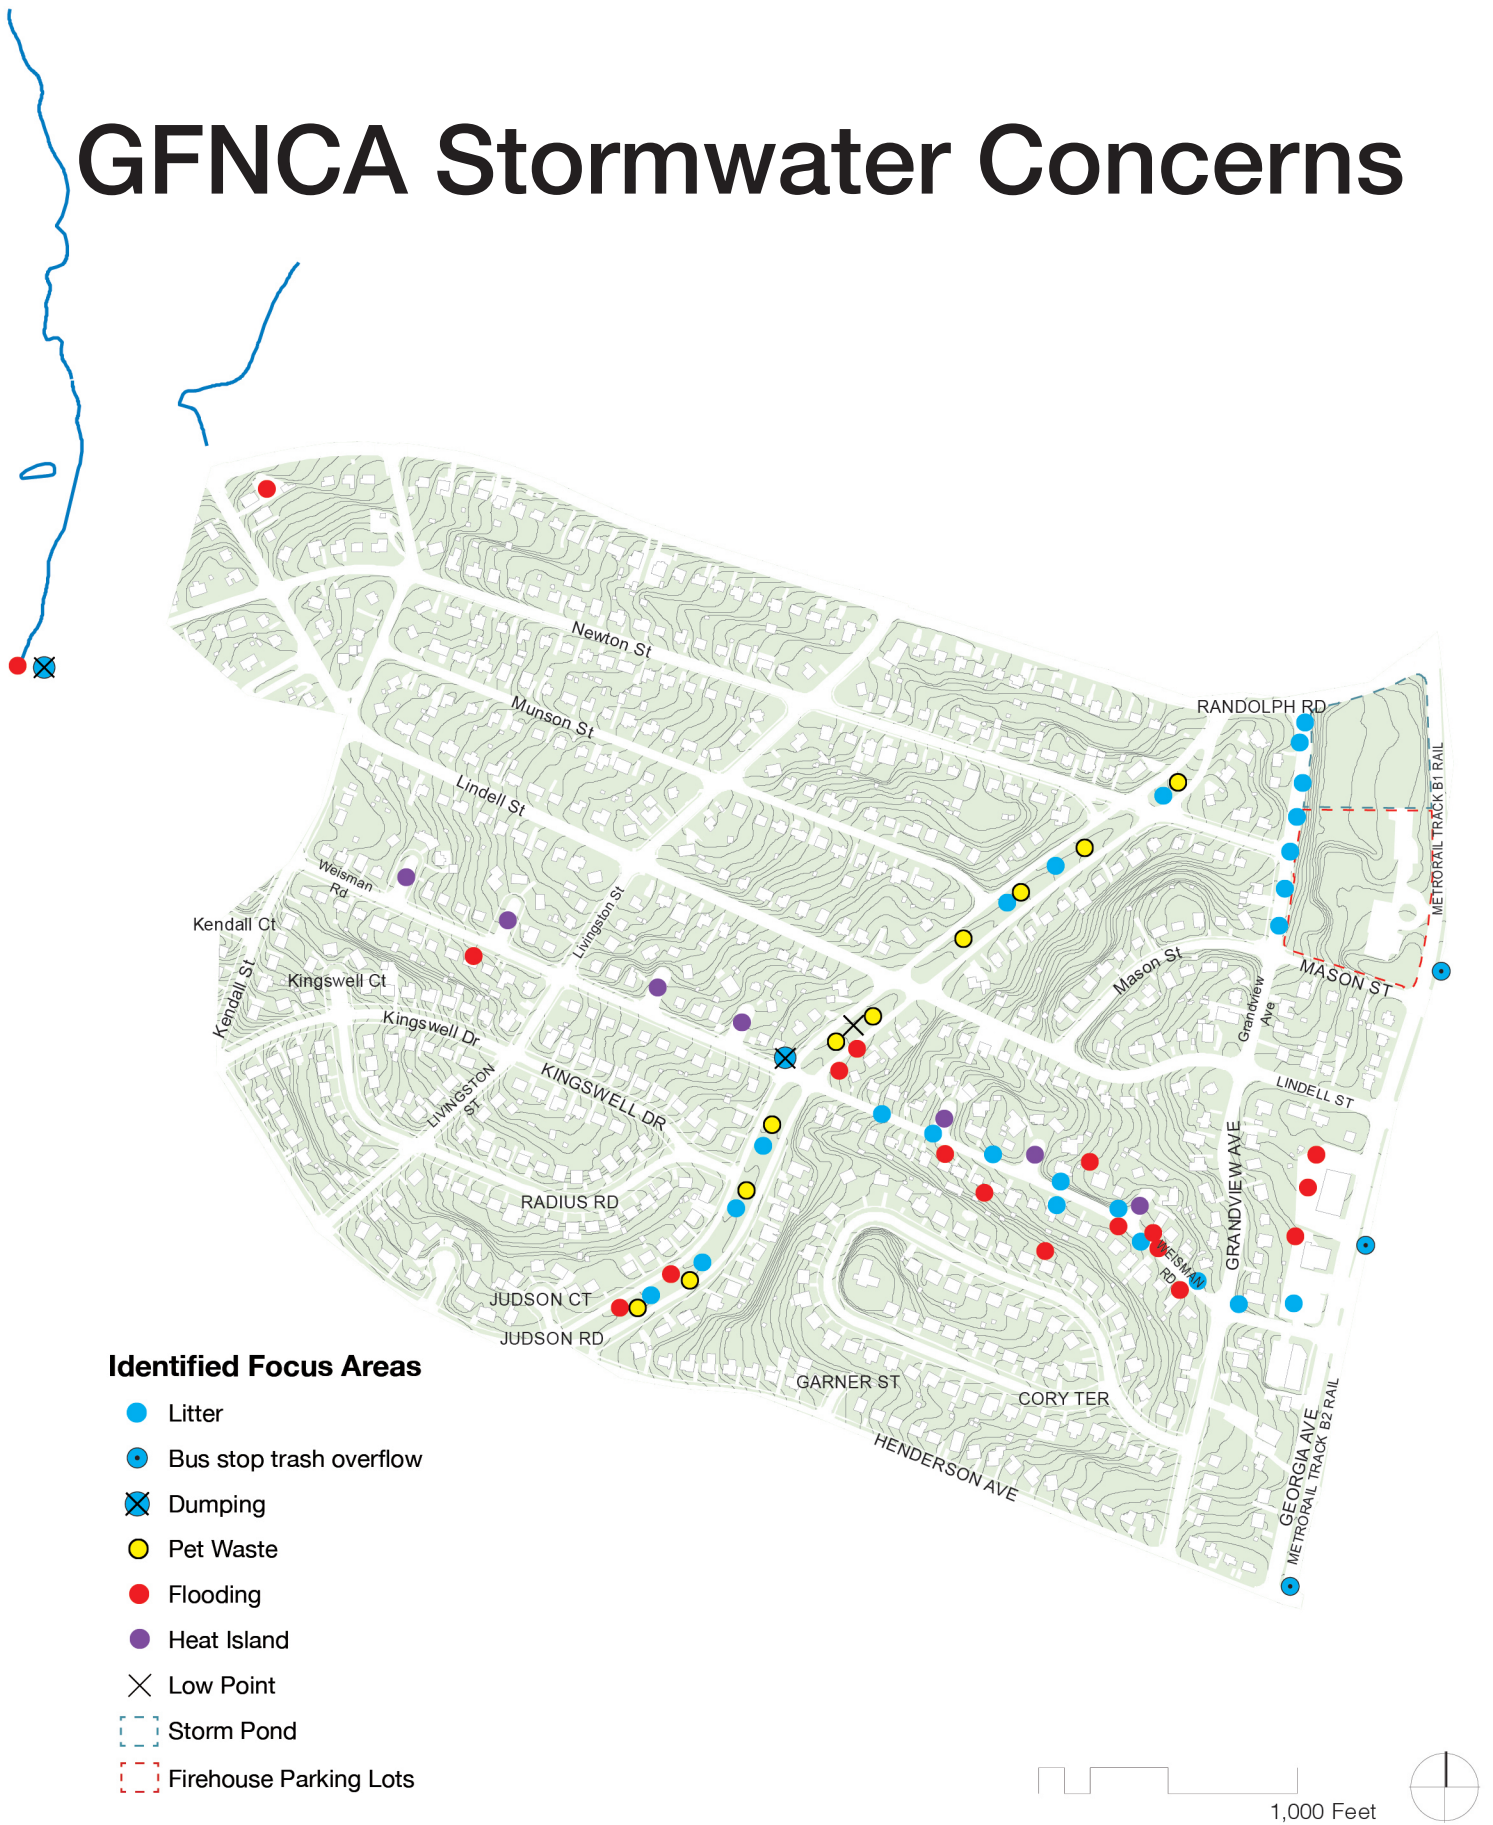 GFNCA Stormwater Concerns
Newton St
RANDOLPH RD
Munson St
METRORAIL TRACK B1 RAIL
Lindell St
Weisman
Rd
Livingston St
Kendall Ct
Mason St
MASON ST
Kingswell Ct
Kendall St
Grandview
Ave
Kingswell Dr
KINGSWELL DR
LIVINGSTON
ST
LINDELL ST
GRANDVIEW AVE
RADIUS RD
WEISMAN
RD
JUDSON CT
JUDSON RD
GARNER ST
CORY TER
HENDERSON AVE
GEORGIA AVE
METRORAIL TRACK B2 RAIL
Identified Focus Areas
Litter
Bus stop trash overflow
Dumping
Pet Waste
Flooding
Heat Island
Low Point
Storm Pond
Firehouse Parking Lots
1,000 Feet